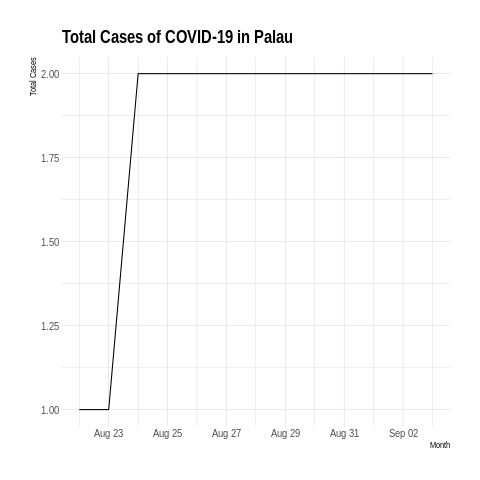 Total Cases of COVID-19 in Palau
Total Cases
2.00
1.75
1.50
1.25
1.00
Aug 23 Aug 25 Aug 27 Aug 29 Aug 31 Sep 02
Month